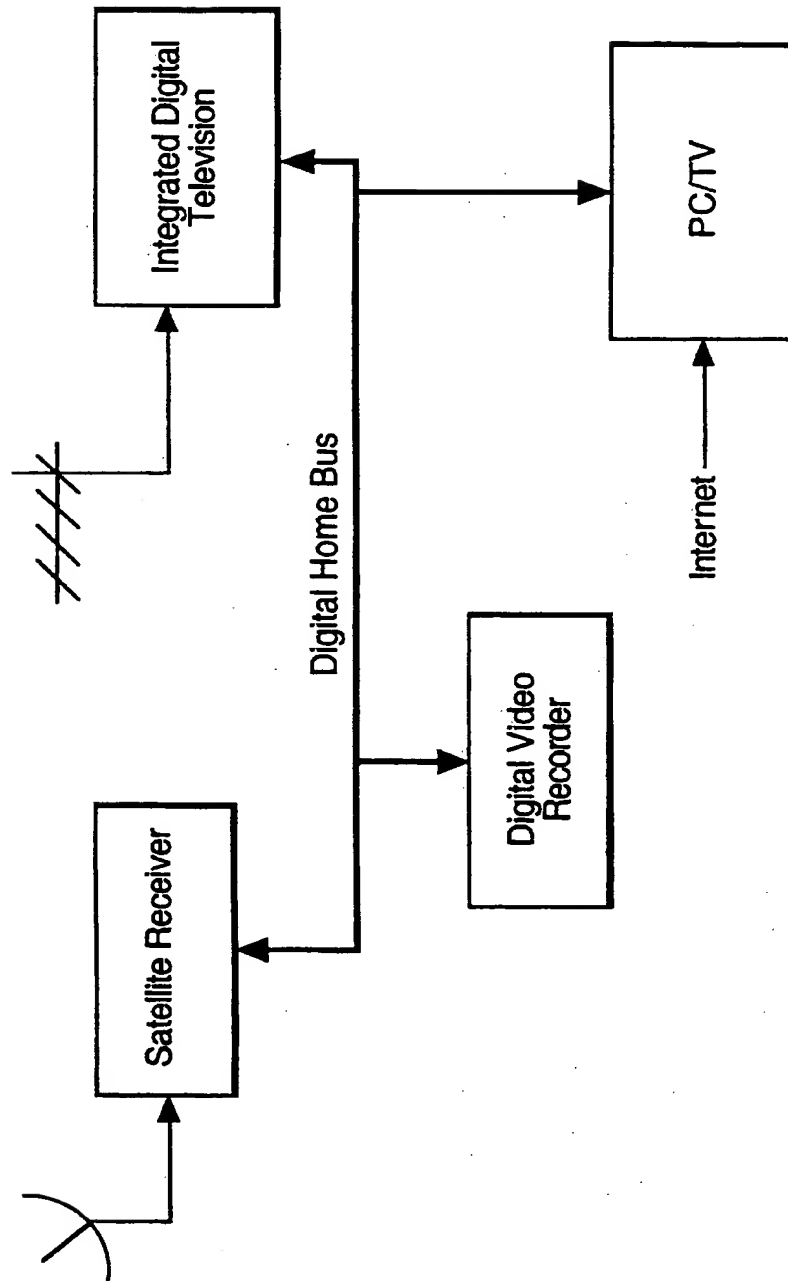 Satellite Receiver
Integrated Digital
Television
Digital Home Bus
Digital Video
Recorder
Internet
PC/TV